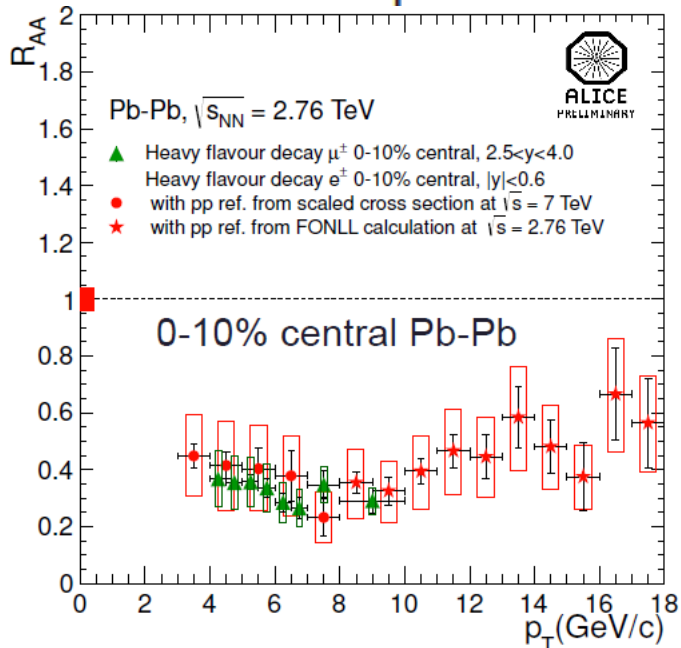 R_AA
2
1.8
1.6
1.4
1.2
1
0.8
0.6
0.4
0.2
0
ALICE
PRELIMINARY
Pb-Pb, √s_NN = 2.76 TeV
Heavy flavour decay μ± 0-10% central, 2.5<y<4.0
Heavy flavour decay e± 0-10% central, |y|<0.6
with pp ref. from scaled cross section at √s = 7 TeV
with pp ref. from FONLL calculation at √s = 2.76 TeV
0-10% central Pb-Pb
0 2 4 6 8 10 12 14 16 18
p_T(GeV/c)